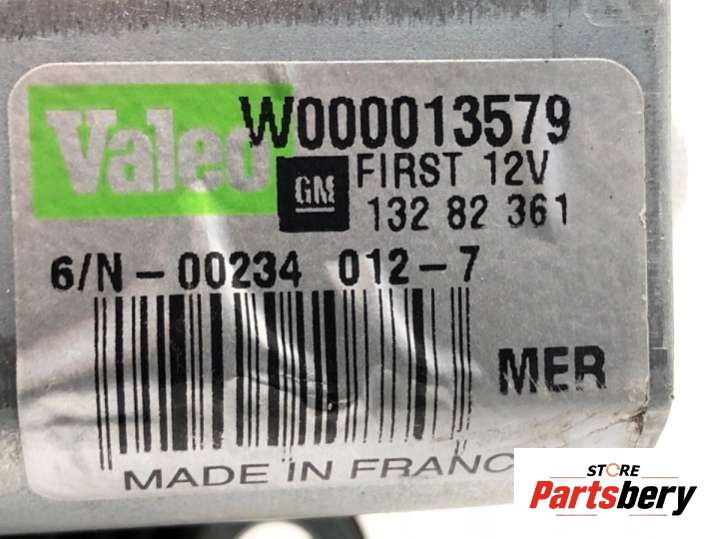 Valeo W000013579
GM FIRST 12V
132 82 361
6/N-00234 012-7
MER
MADE IN FRANC
STORE
Partsbery